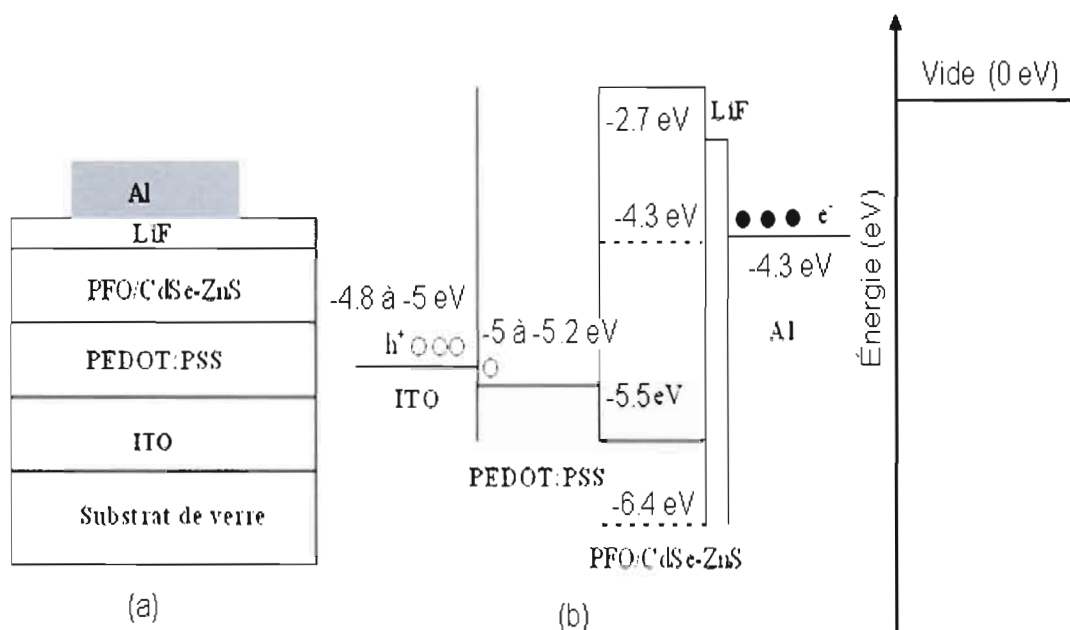 Al
LiF
PFO/CdSe-ZnS
PEDOT:PSS
ITO
Substrat de verre
(a)
-4.8 à -5 eV
h⁺
ITO
-5 à -5.2 eV
PEDOT:PSS
-2.7 eV
-4.3 eV
-5.5 eV
-6.4 eV
PFO/CdSe-ZnS
LiF
e⁻
-4.3 eV
Al
(b)
Énergie (eV)
Vide (0 eV)